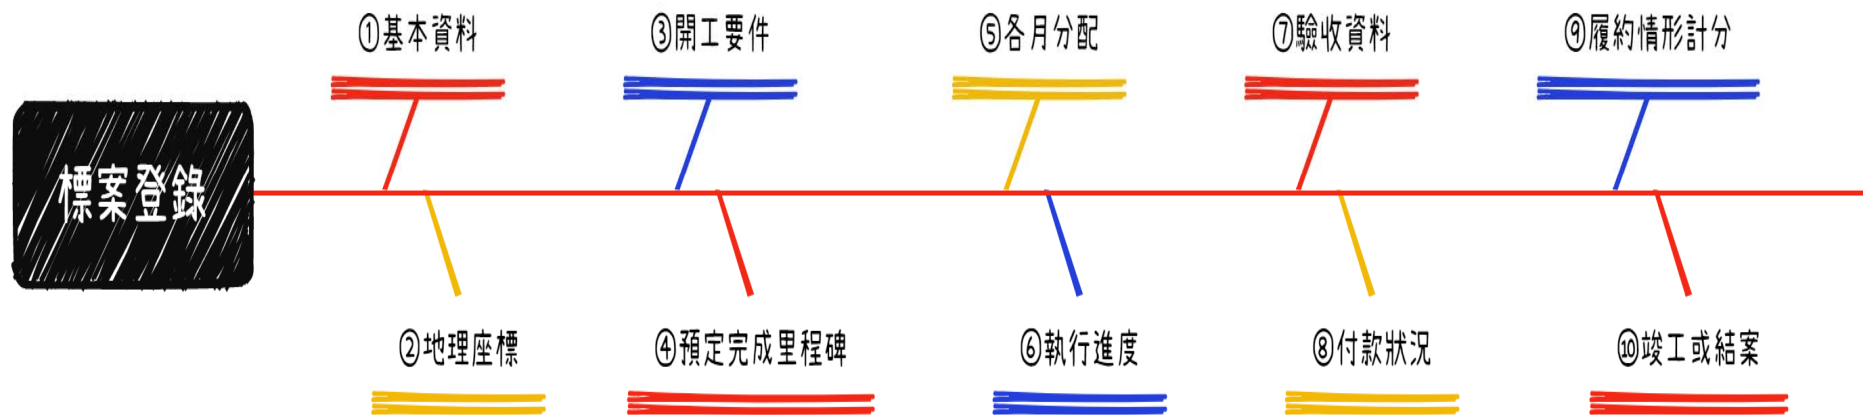 標案登錄
①基本資料
②地理座標
③開工要件
④預定完成里程碑
⑤各月分配
⑥執行進度
⑦驗收資料
⑧付款狀況
⑨履約情形計分
⑩竣工或結案